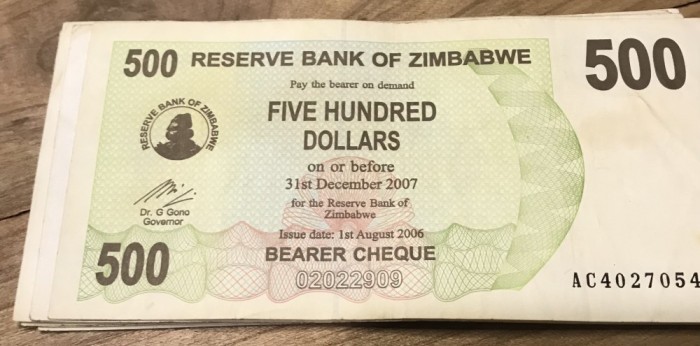 500 RESERVE BANK OF ZIMBABWE 500
Pay the bearer on demand
FIVE HUNDRED
DOLLARS
on or before
31st December 2007
for the Reserve Bank of
Zimbabwe
Issue date: 1st August 2006
BEARER CHEQUE
02022909
RESERVE BANK OF ZIMBABWE
Dr. G Gono
Governor
500
AC4027054